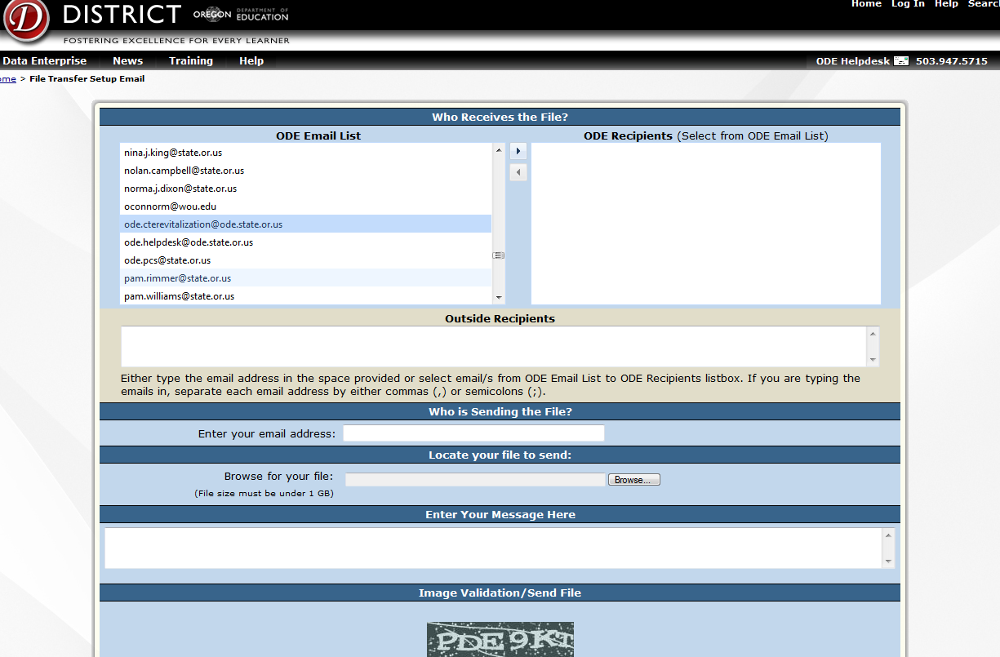 Home Log In Help Searc
D DISTRICT OREGON DEPARTMENT OF EDUCATION
FOSTERING EXCELLENCE FOR EVERY LEARNER
Data Enterprise News Training Help ODE Helpdesk 503.947.5715
ome > File Transfer Setup Email
Who Receives the File?
ODE Email List
ODE Recipients (Select from ODE Email List)
nina.j.king@state.or.us
nolan.campbell@state.or.us
norma.j.dixon@state.or.us
oconnorm@wou.edu
ode.cterevitalization@ode.state.or.us
ode.helpdesk@ode.state.or.us
ode.pcs@state.or.us
pam.rimmer@state.or.us
pam.williams@state.or.us
Outside Recipients
Either type the email address in the space provided or select email/s from ODE Email List to ODE Recipients listbox. If you are typing the
emails in, separate each email address by either commas (,) or semicolons (;).
Who is Sending the File?
Enter your email address:
Locate your file to send:
Browse for your file: Browse...
(File size must be under 1 GB)
Enter Your Message Here
Image Validation/Send File
PDE9KT